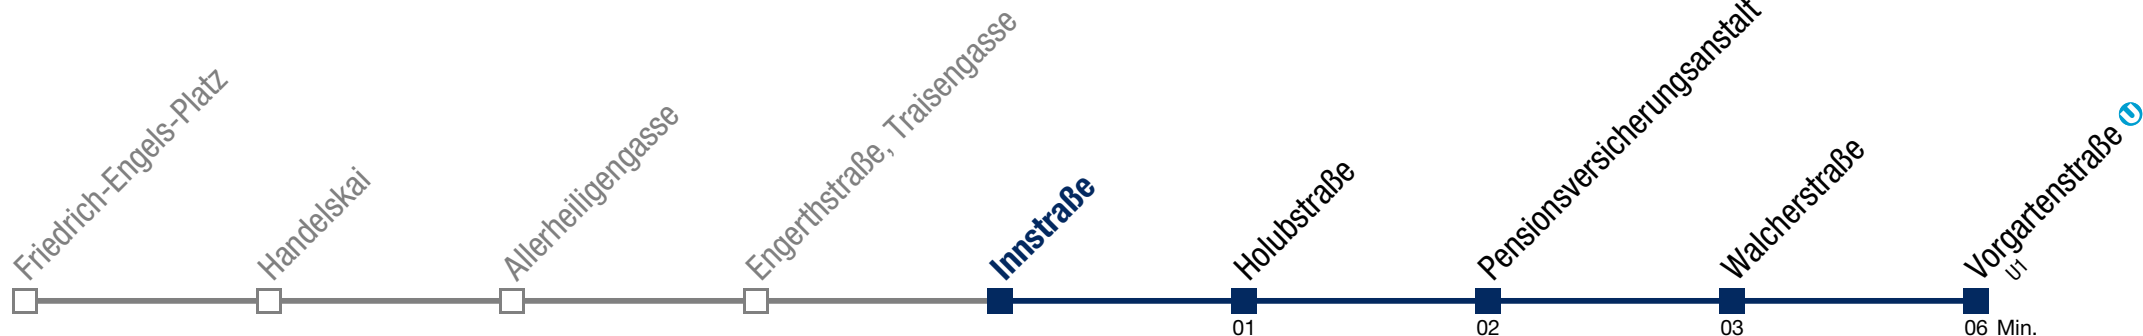 Friedrich-Engels-Platz
Handelskai
Allerheiligengasse
Engerthstraße, Traisengasse
Innstraße
Holubstraße
Pensionsversicherungsanstalt
Walcherstraße
Vorgartenstraße U
U1
01
02
03
06 Min.